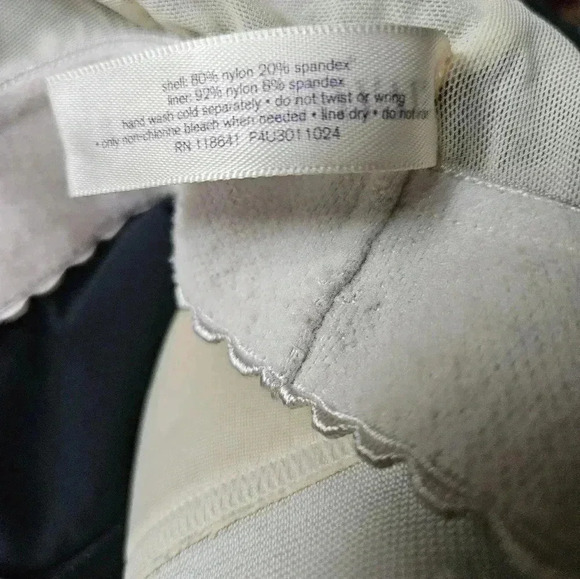 shell: 80% nylon 20% spandex
liner: 92% nylon 8% spandex
hand wash cold separately • do not twist or wring
• only non-chlorine bleach when needed • line dry • do not iron
RN 118641 P4U3011024